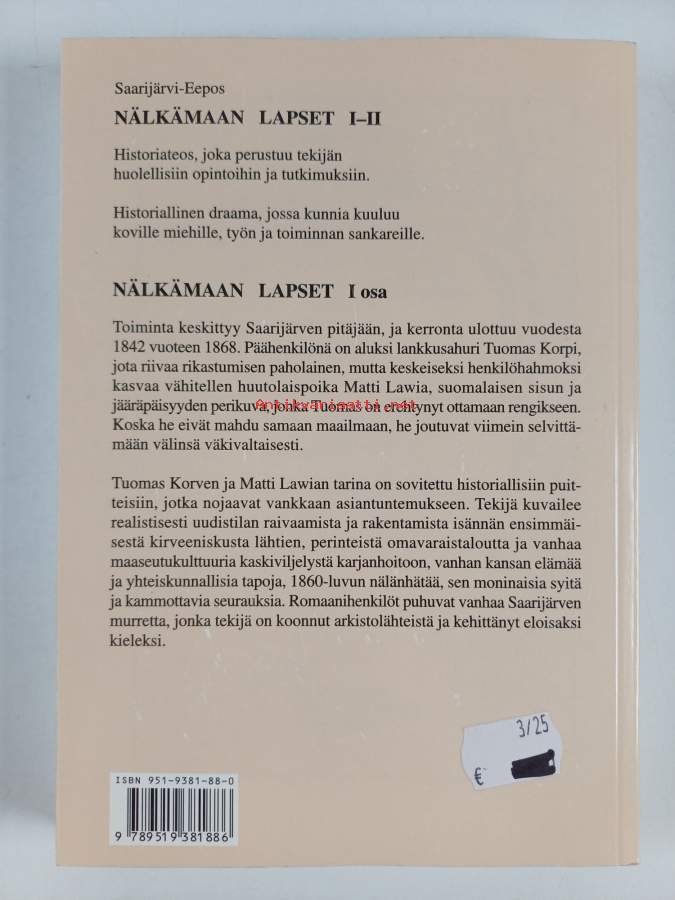 Saarijärvi-Eepos
NÄLKÄMAAN LAPSET I–II
Historiateos, joka perustuu tekijän
huolellisiin opintoihin ja tutkimuksiin.
Historiallinen draama, jossa kunnia kuuluu
koville miehille, työn ja toiminnan sankareille.
NÄLKÄMAAN LAPSET I osa
Toiminta keskittyy Saarijärven pitäjään, ja kerronta ulottuu vuodesta
1842 vuoteen 1868. Päähenkilönä on aluksi lankkusahuri Tuomas Korpi,
jota riivaa rikastumisen paholainen, mutta keskeiseksi henkilöhahmoksi
kasvaa vähitellen huutolaispoika Matti Lawia, suomalaisen sisun ja
jääräpäisyyden perikuva, jonka Tuomas on erehtynyt ottamaan rengikseen.
Antikvariaatti.net
Koska he eivät mahdu samaan maailmaan, he joutuvat viimein selvittä-
mään välinsä väkivaltaisesti.
Tuomas Korven ja Matti Lawian tarina on sovitettu historiallisiin puit-
teisiin, jotka nojaavat vankkaan asiantuntemukseen. Tekijä kuvailee
realistisesti uudistilan raivaamista ja rakentamista isännän ensimmäi-
sestä kirveeniskusta lähtien, perinteistä omavaraistaloutta ja vanhaa
maaseutukulttuuria kaskiviljelystä karjanhoitoon, vanhan kansan elämää
ja yhteiskunnallisia tapoja, 1860-luvun nälänhätää, sen moninaisia syitä
ja kammottavia seurauksia. Romaanihenkilöt puhuvat vanhaa Saarijärven
murretta, jonka tekijä on koonnut arkistolähteistä ja kehittänyt eloisaksi
kieleksi.
3/25
€
ISBN 951-9381-88-0
9 789519 381886